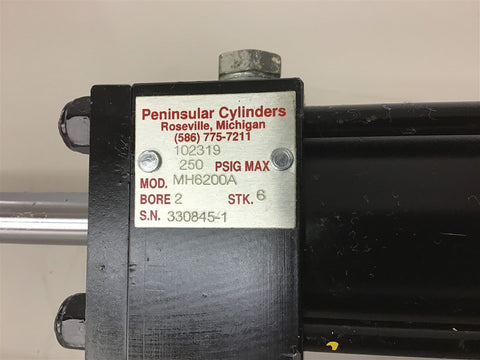 Peninsular Cylinders
Roseville, Michigan
(586) 775-7211
102319
250 PSIG MAX
MOD. MH6200A
BORE 2 STK. 6
S.N. 330845-1